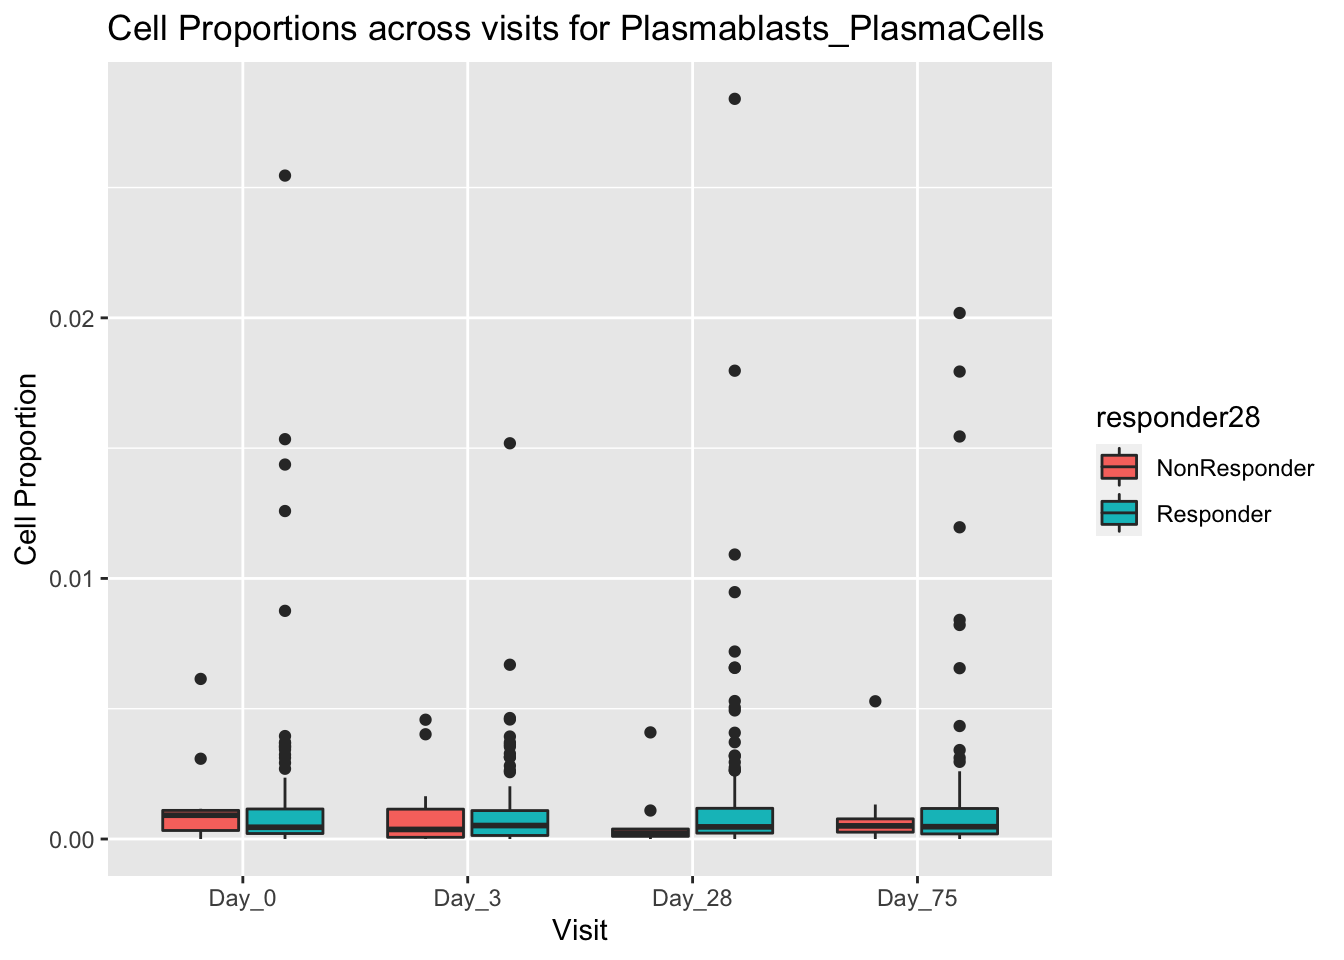 Cell Proportions across visits for Plasmablasts_PlasmaCells
Cell Proportion
0.02
0.01
0.00
Day_0
Day_3
Day_28
Day_75
Visit
responder28
NonResponder
Responder